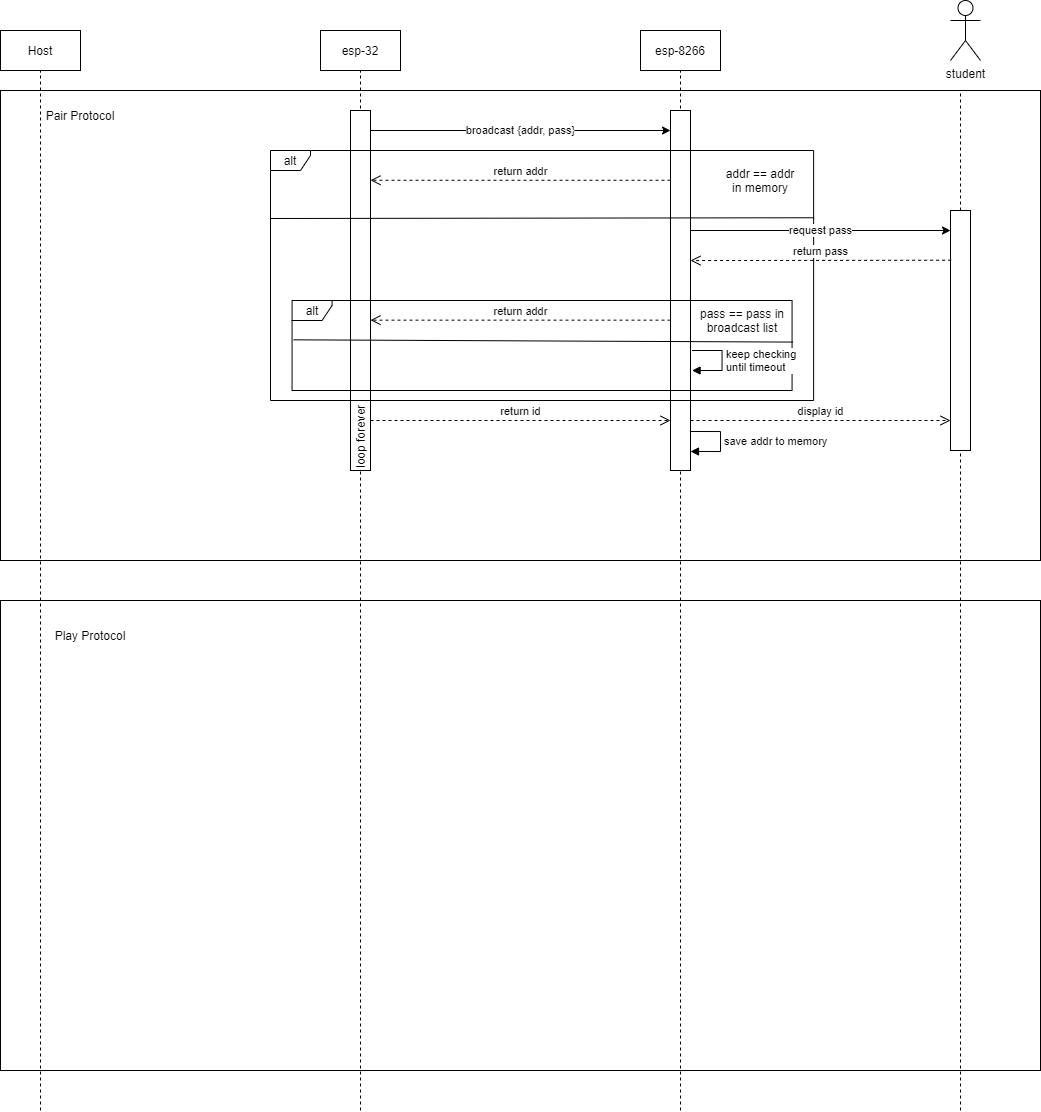 Host
esp-32
esp-8266
student
Pair Protocol
broadcast {addr, pass}
alt
return addr
addr == addr
in memory
request pass
return pass
alt
return addr
pass == pass in
broadcast list
keep checking
until timeout
loop forever
return id
display id
save addr to memory
Play Protocol